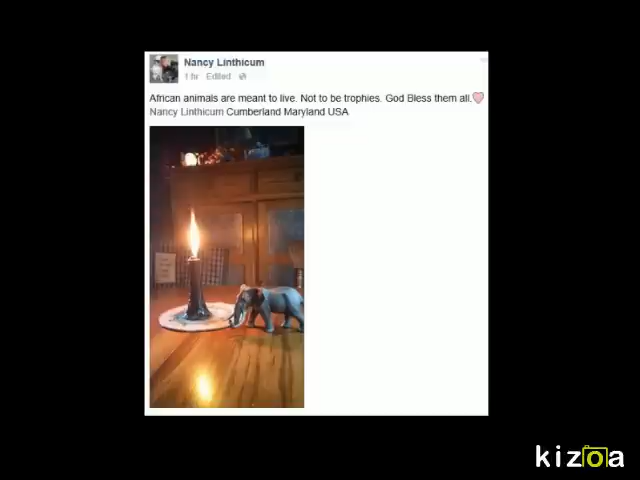 Nancy Linthicum
1 hr Edited
African animals are meant to live. Not to be trophies. God Bless them all.
Nancy Linthicum Cumberland Maryland USA
kizoa